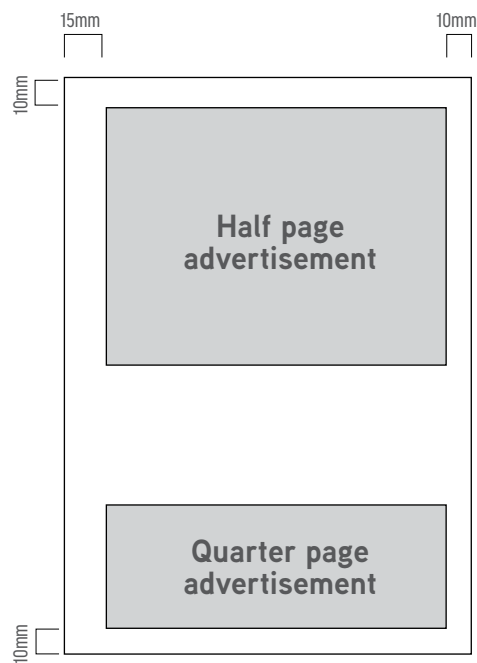 15mm
10mm
10mm
Half page
advertisement
Quarter page
advertisement
10mm